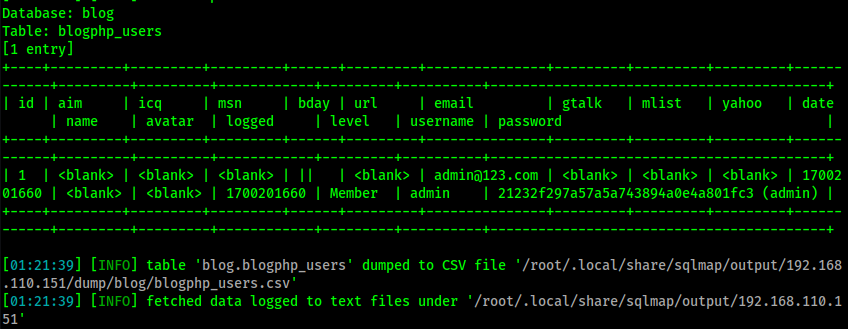 Database: blog
Table: blogphp_users
[1 entry]
+----+---------+---------+---------+------+---------+---------------+---------+---------+---------+-----
------+---------+---------+------------+--------+----------+------------------------------------------+
| id | aim     | icq     | msn     | bday | url     | email         | gtalk   | mlist   | yahoo   | date
      | name    | avatar  | logged     | level  | username | password                                 |
+----+---------+---------+---------+------+---------+---------------+---------+---------+---------+-----
------+---------+---------+------------+--------+----------+------------------------------------------+
| 1  | <blank> | <blank> | <blank> | ||   | <blank> | admin@123.com | <blank> | <blank> | <blank> | 17002
01660 | <blank> | <blank> | 1700201660 | Member | admin    | 21232f297a57a5a743894a0e4a801fc3 (admin) |
+----+---------+---------+---------+------+---------+---------------+---------+---------+---------+-----
------+---------+---------+------------+--------+----------+------------------------------------------+
[01:21:39] [INFO] table 'blog.blogphp_users' dumped to CSV file '/root/.local/share/sqlmap/output/192.168
.110.151/dump/blog/blogphp_users.csv'
[01:21:39] [INFO] fetched data logged to text files under '/root/.local/share/sqlmap/output/192.168.110.1
51'